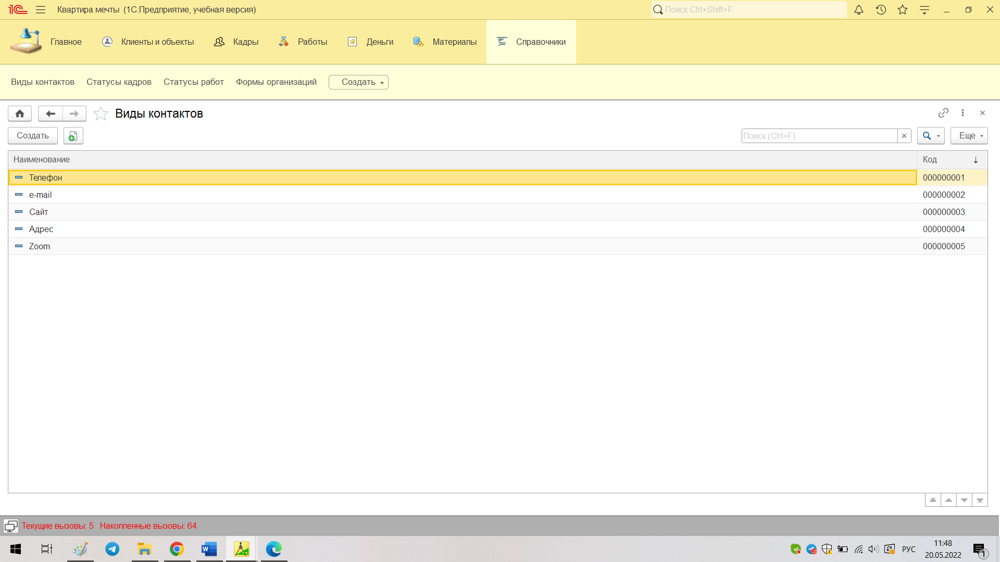 1С Квартира мечты (1С:Предприятие, учебная версия) Поиск Ctrl+Shift+F
Главное Клиенты и объекты Кадры Работы Деньги Материалы Справочники
Виды контактов Статусы кадров Статусы работ Формы организаций Создать
Виды контактов
Создать Поиск (Ctrl+F) × Еще
Наименование Код ↓
Телефон 000000001
e-mail 000000002
Сайт 000000003
Адрес 000000004
Zoom 000000005
Текущие вызовы: 5 Накопленные вызовы: 64
РУС 11:48
20.05.2022 1